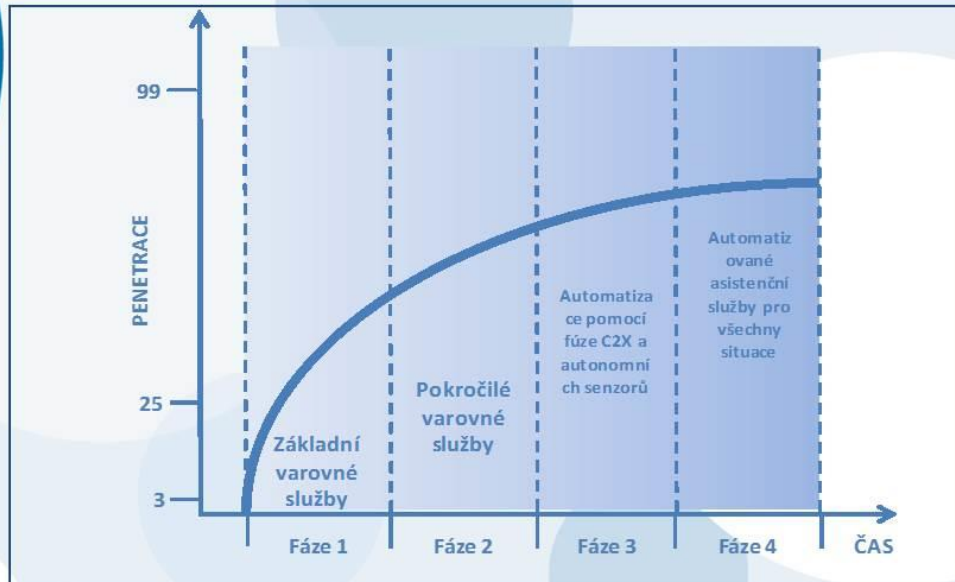 99
PENETRACE
25
3
Základní
varovné
služby
Pokročilé
varovné
služby
Automatiza
ce pomocí
fúze C2X a
autonomní
ch senzorů
Automatiz
ované
asistenční
služby pro
všechny
situace
Fáze 1
Fáze 2
Fáze 3
Fáze 4
ČAS